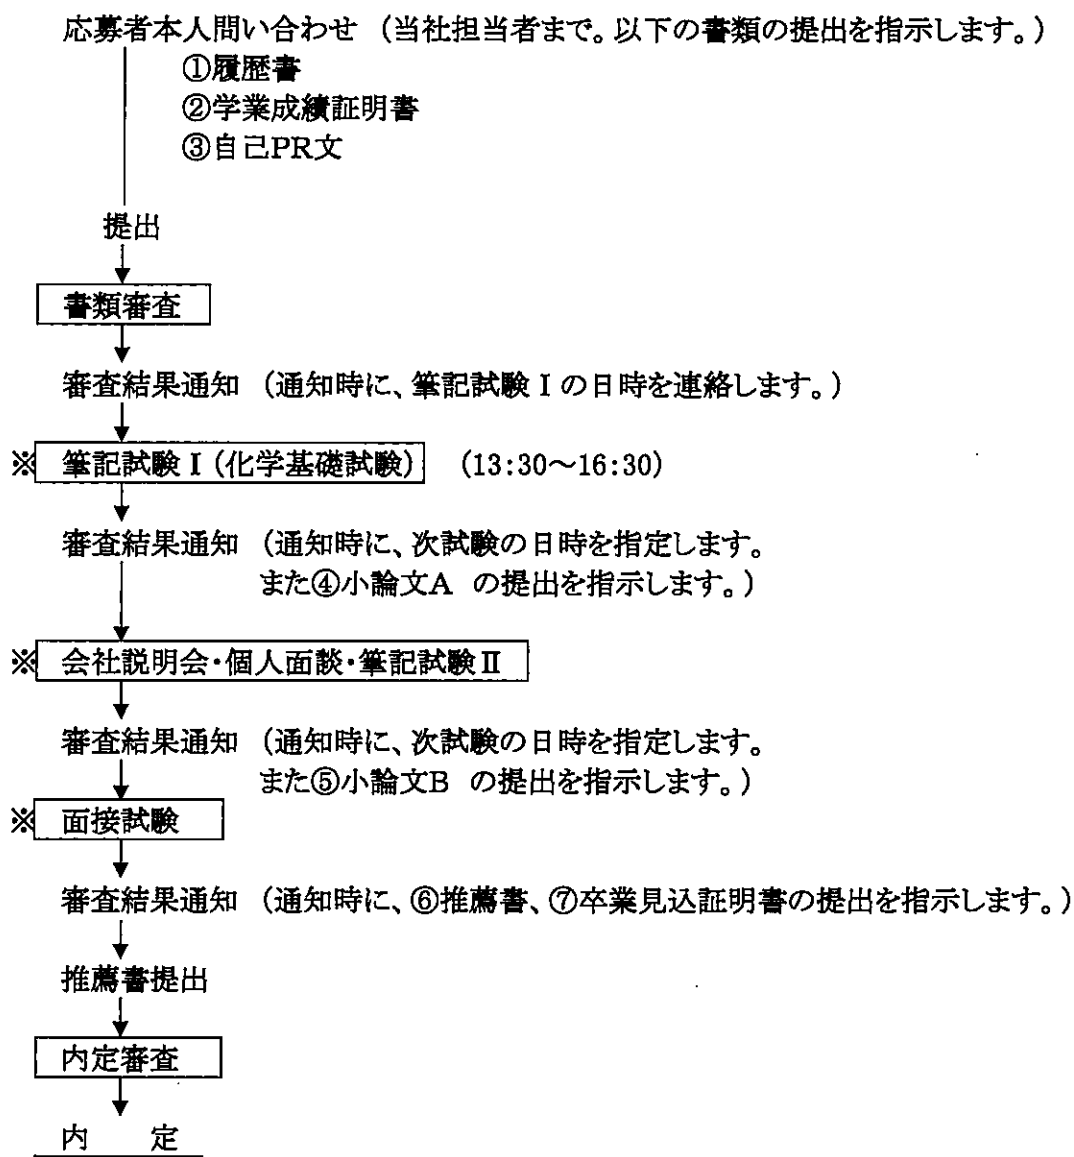 応募者本人問い合わせ (当社担当者まで。以下の書類の提出を指示します。)
①履歴書
②学業成績証明書
③自己PR文
提出
書類審査
審査結果通知 (通知時に、筆記試験Ⅰの日時を連絡します。)
※ 筆記試験Ⅰ(化学基礎試験) (13:30~16:30)
審査結果通知 (通知時に、次試験の日時を指定します。
また④小論文A の提出を指示します。)
※ 会社説明会・個人面談・筆記試験Ⅱ
審査結果通知 (通知時に、次試験の日時を指定します。
また⑤小論文B の提出を指示します。)
※ 面接試験
審査結果通知 (通知時に、⑥推薦書、⑦卒業見込証明書の提出を指示します。)
推薦書提出
内定審査
内 定